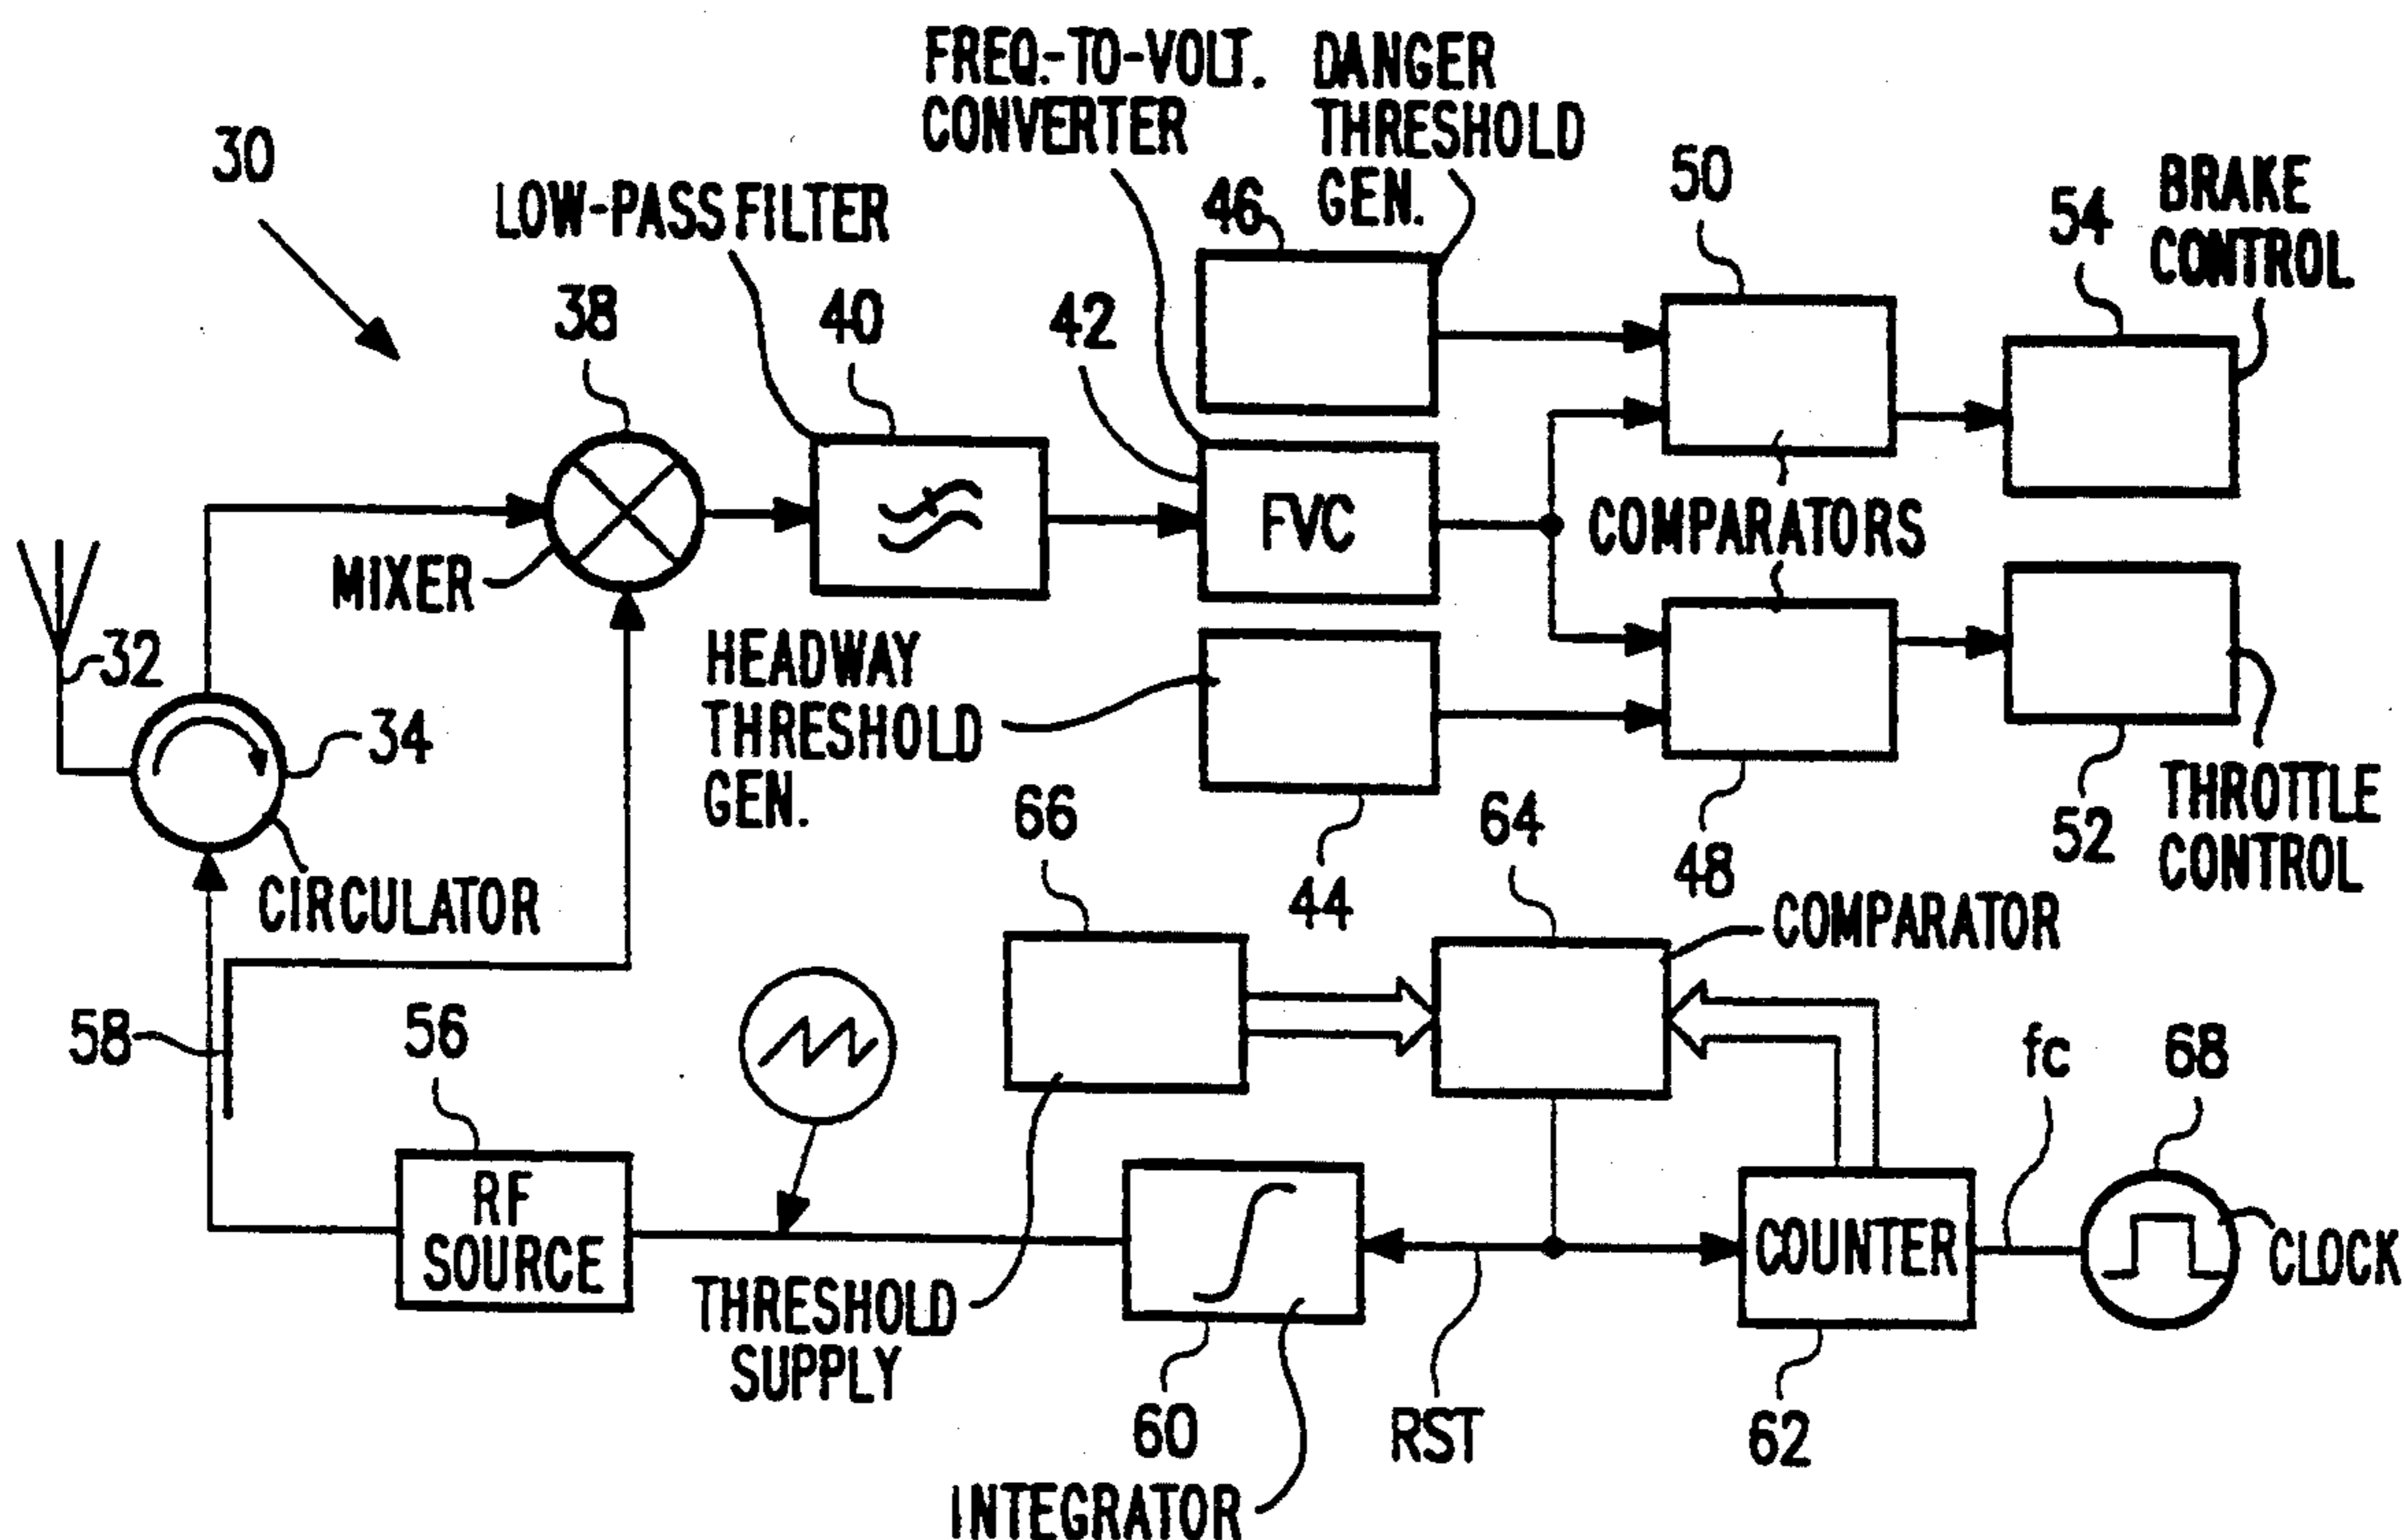 FREQ.-TO-VOLT.
CONVERTER
DANGER
THRESHOLD
GEN.
30
LOW-PASS FILTER
46
50
54
BRAKE
CONTROL
38
40
42
MIXER
FVC
COMPARATORS
32
34
HEADWAY
THRESHOLD
GEN.
CIRCULATOR
66
44
64
48
52
THROTTLE
CONTROL
COMPARATOR
58
56
fc
68
RF
SOURCE
COUNTER
CLOCK
THRESHOLD
SUPPLY
60
RST
62
INTEGRATOR